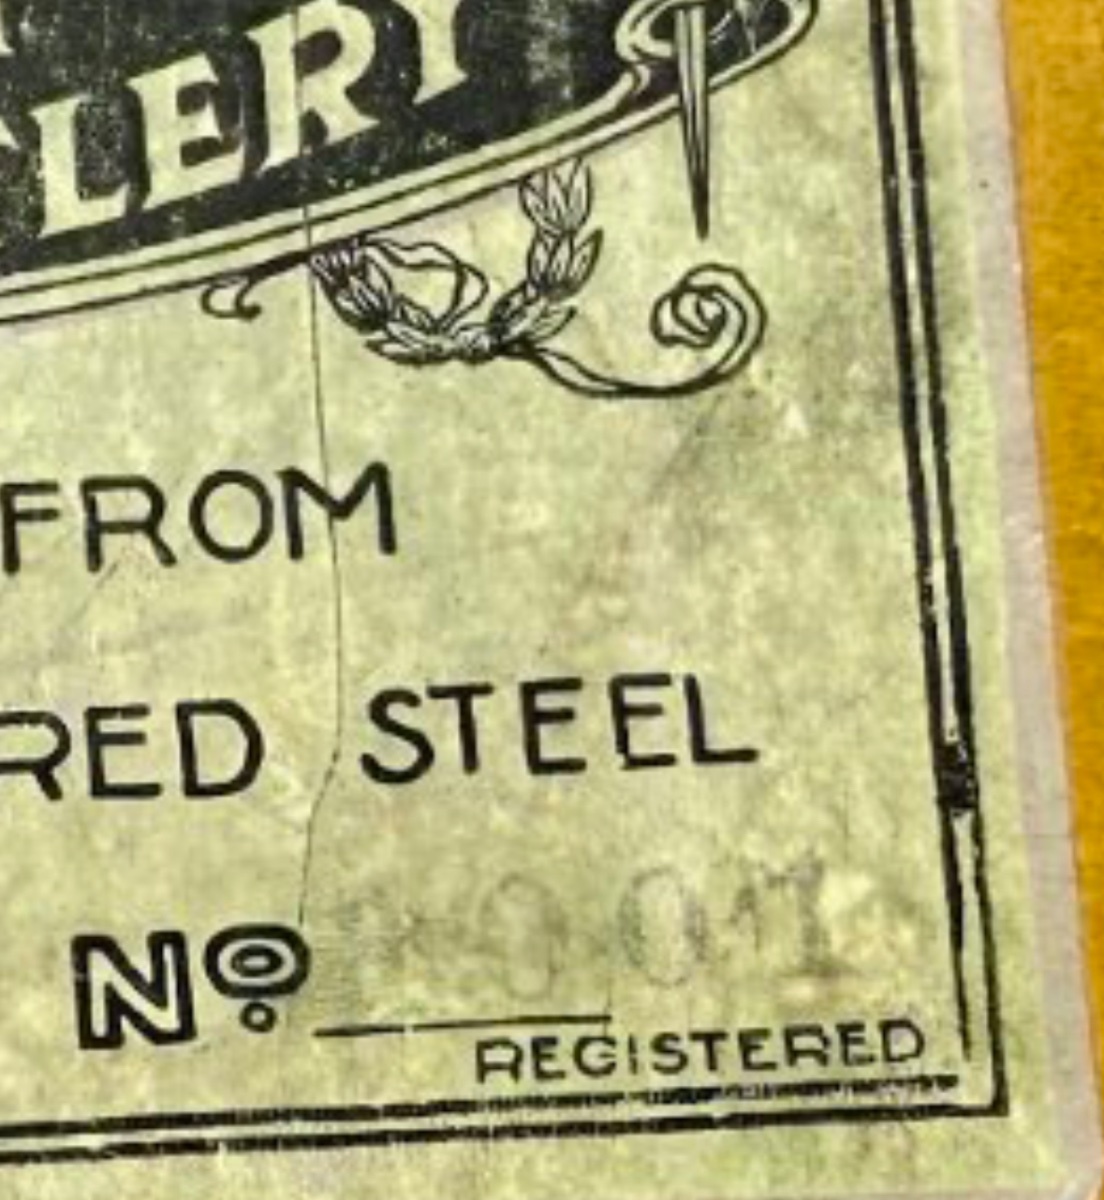 LERY
FROM
RED STEEL
Nº
REGISTERED